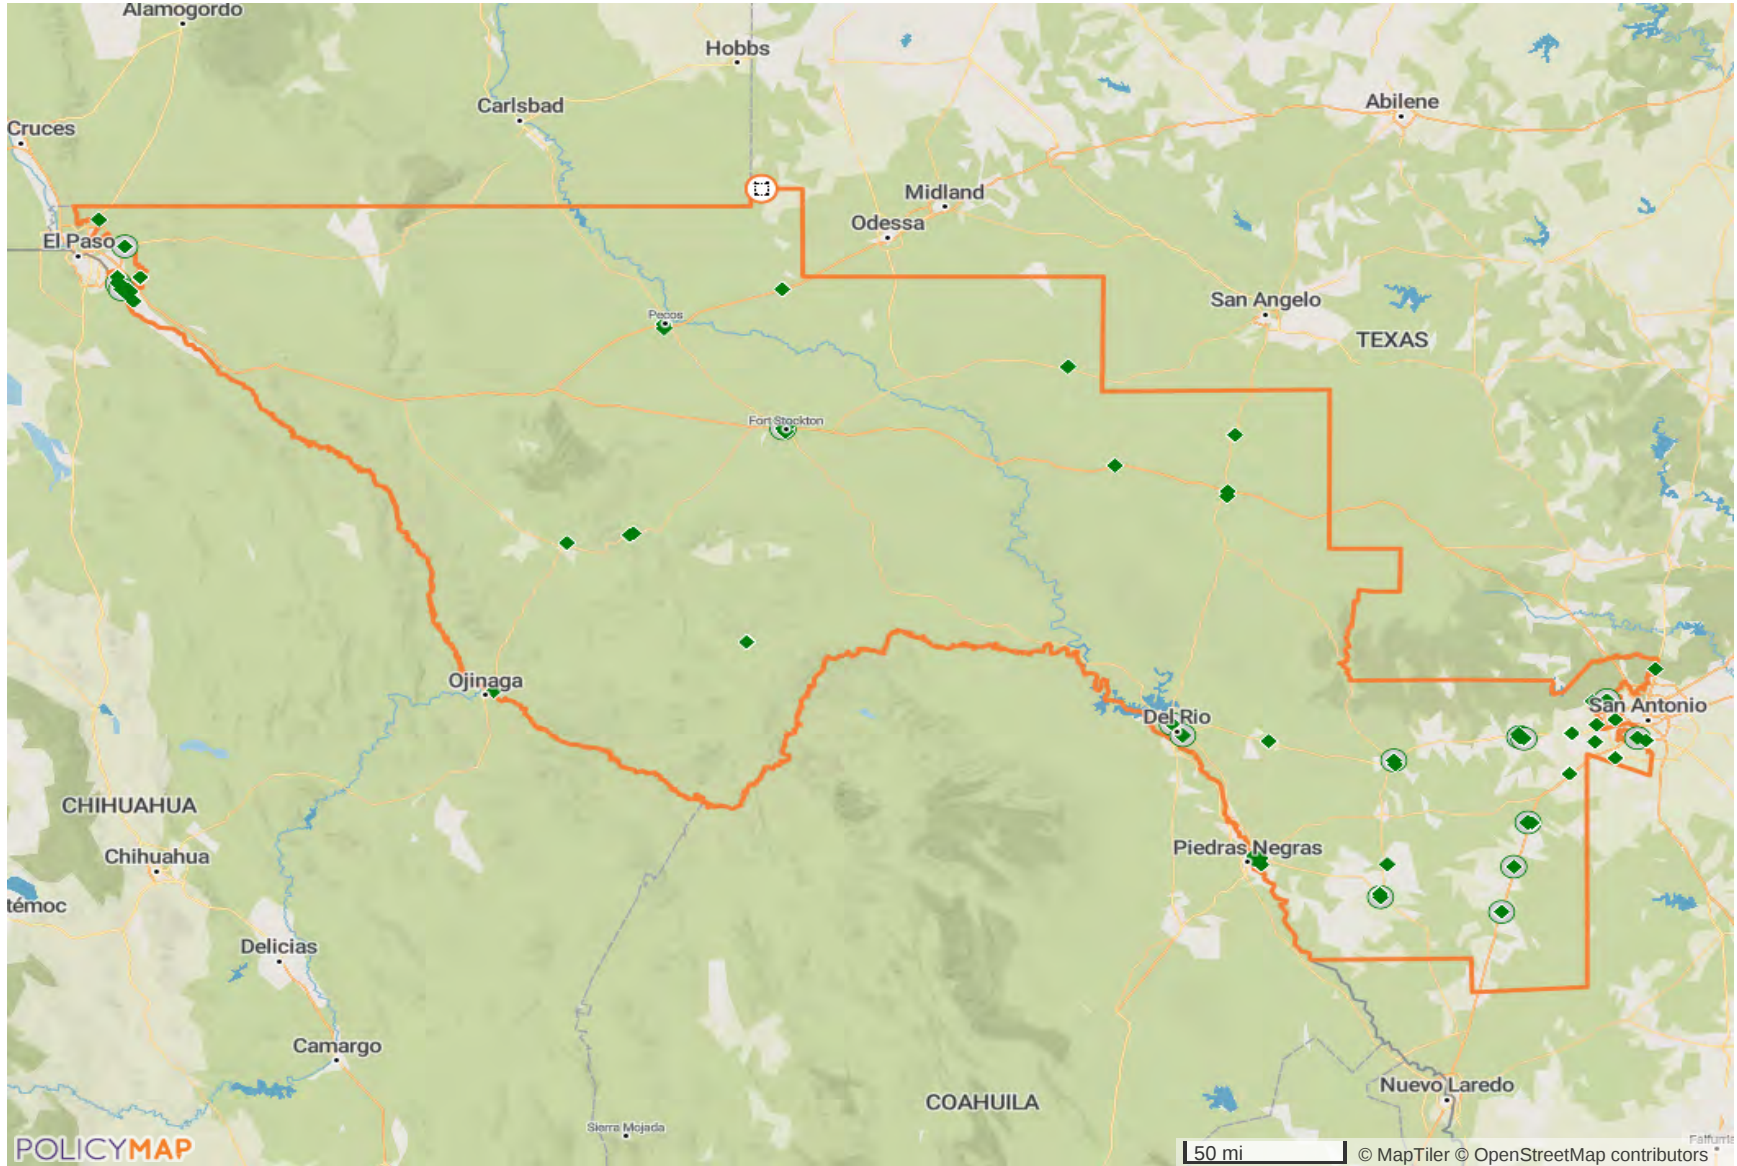 Alamogordo
Hobbs
Carlsbad
Abilene
Cruces
Midland
Odessa
El Paso
San Angelo
Pecos
TEXAS
Fort Stockton
Ojinaga
San Antonio
Del Rio
CHIHUAHUA
Piedras Negras
Chihuahua
témoc
Delicias
Camargo
Nuevo Laredo
COAHUILA
Sierra Mojada
Falfurria
POLICYMAP
50 mi
© MapTiler © OpenStreetMap contributors